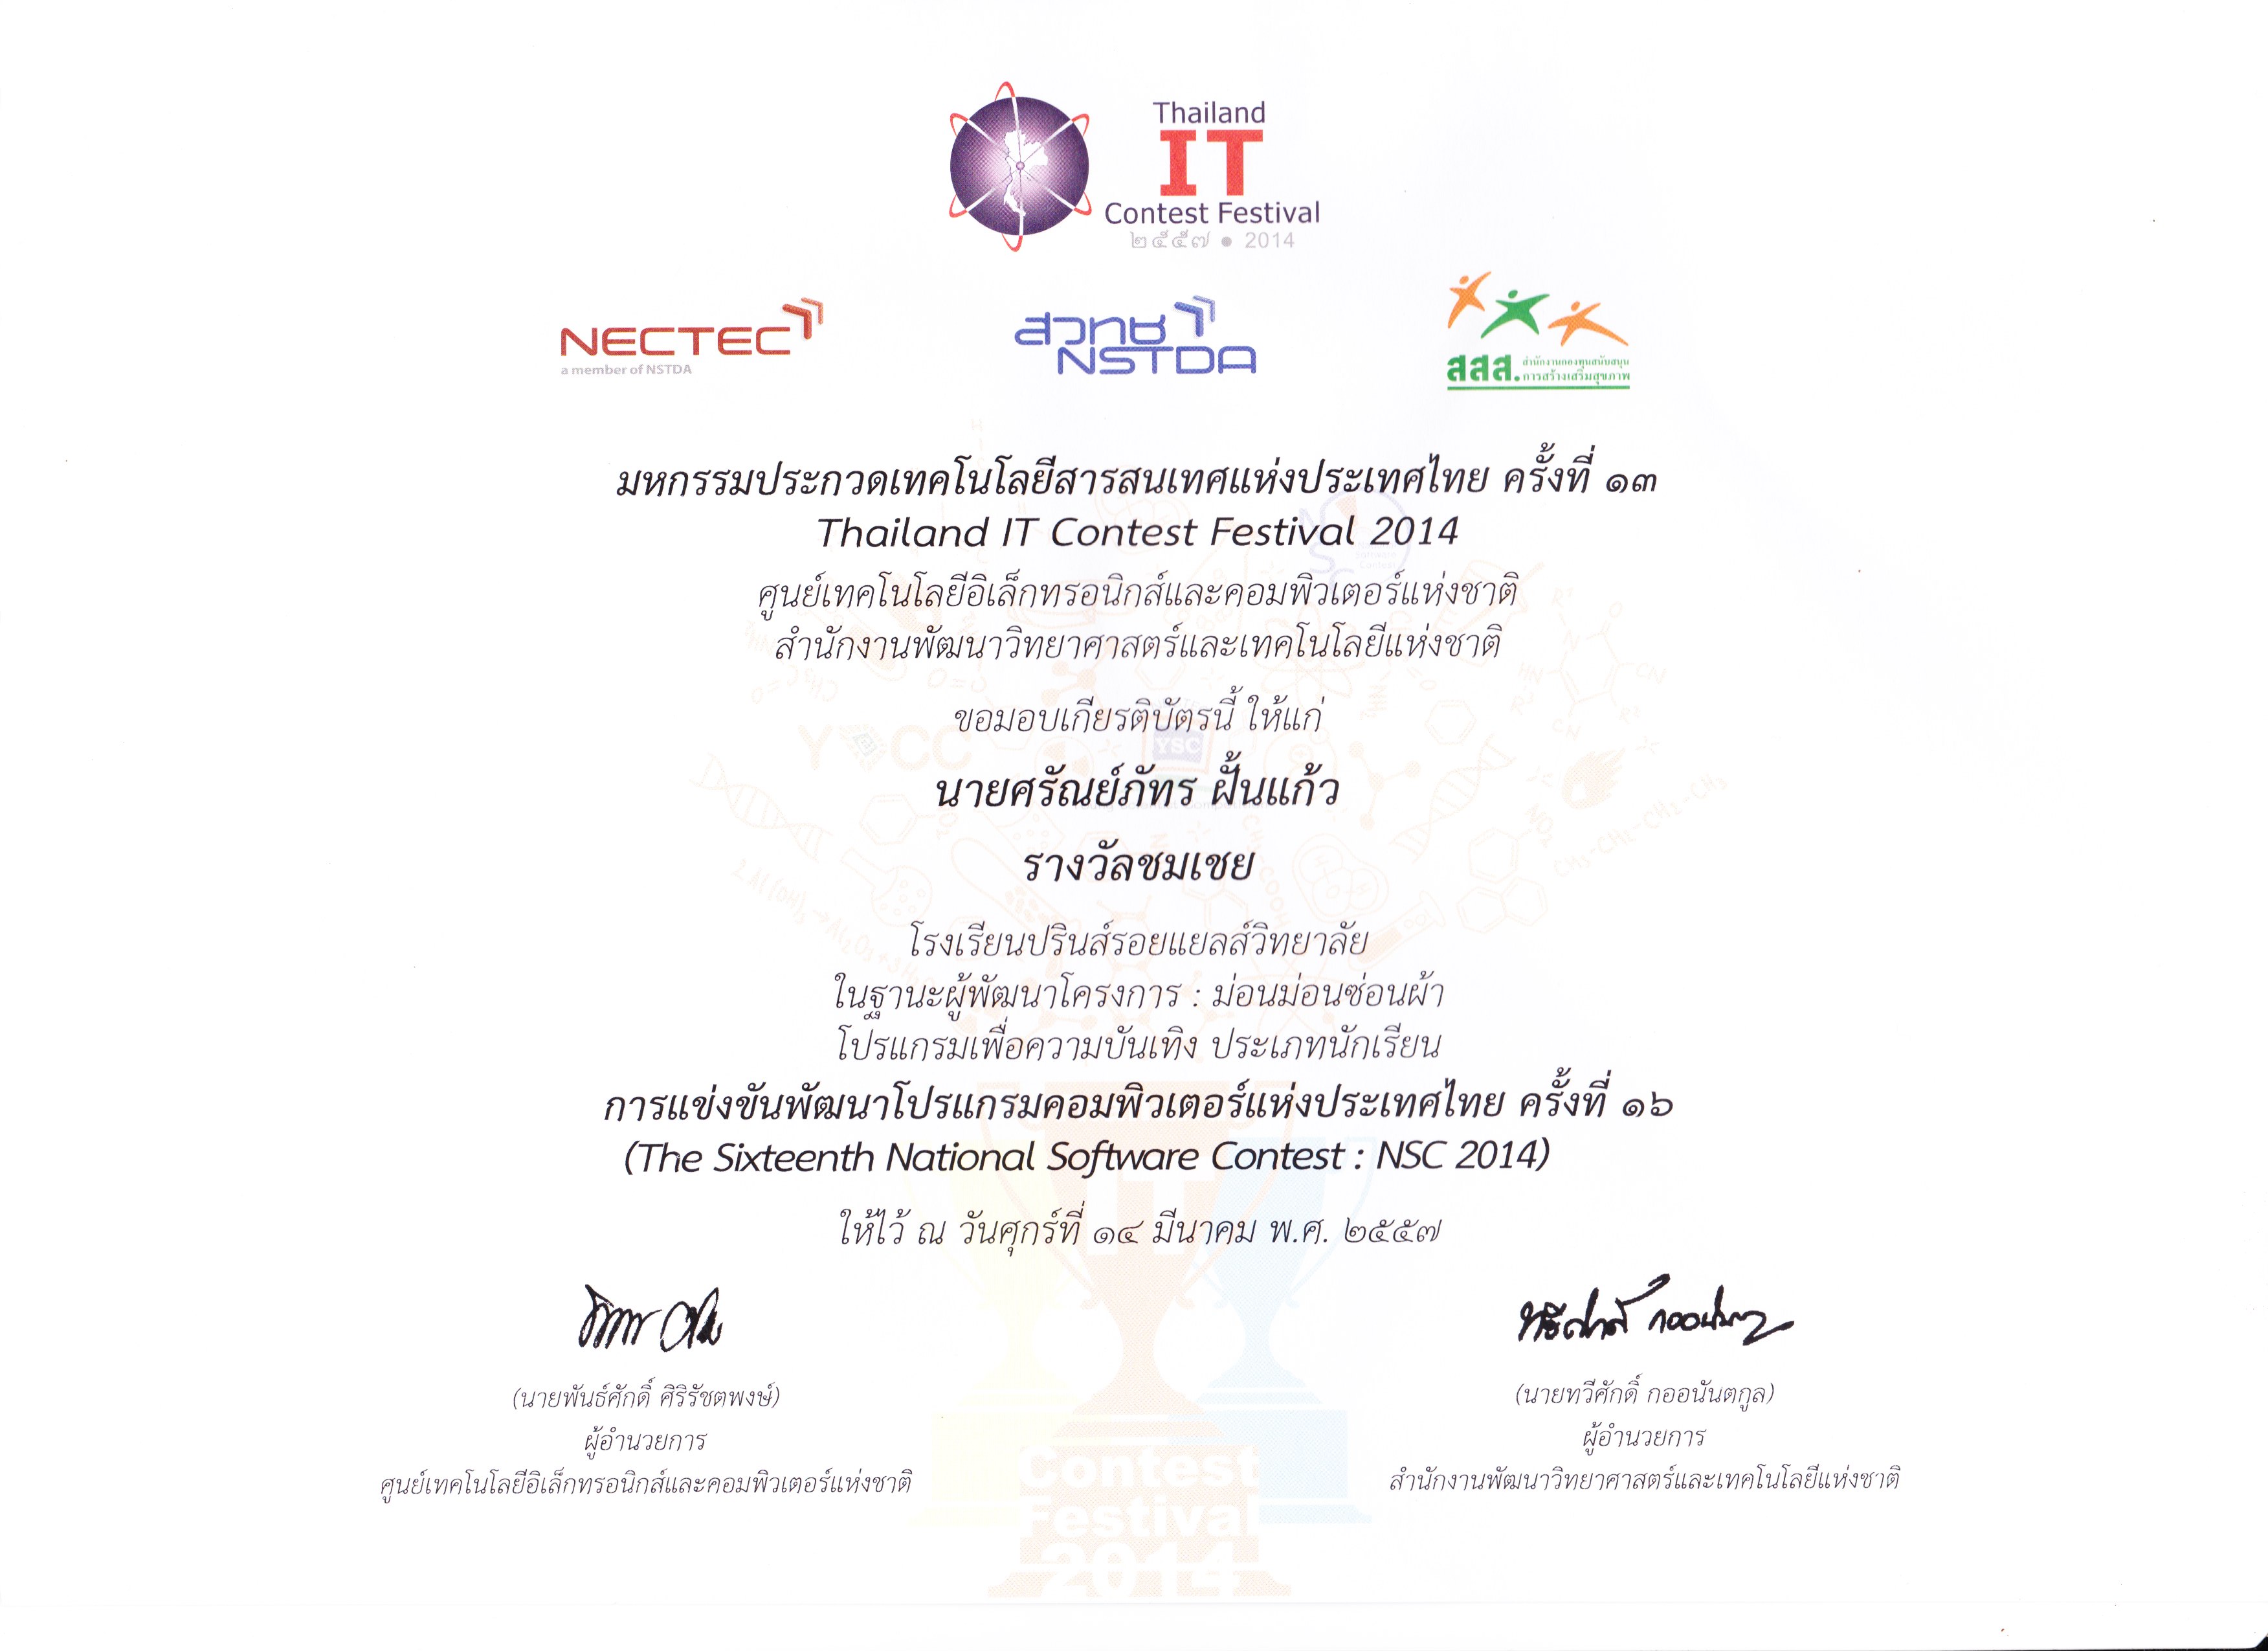 Thailand
IT
Contest Festival
๒๕๕๗ • 2014
NECTEC
a member of NSTDA
สวทช
NSTDA
สสส. สำนักงานกองทุนสนับสนุน
การสร้างเสริมสุขภาพ
มหกรรมประกวดเทคโนโลยีสารสนเทศแห่งประเทศไทย ครั้งที่ ๑๓
Thailand IT Contest Festival 2014
ศูนย์เทคโนโลยีอิเล็กทรอนิกส์และคอมพิวเตอร์แห่งชาติ
สำนักงานพัฒนาวิทยาศาสตร์และเทคโนโลยีแห่งชาติ
ขอมอบเกียรติบัตรนี้ ให้แก่
นายศรัณย์ภัทร ฝั้นแก้ว
รางวัลชมเชย
โรงเรียนปรินส์รอยแยลส์วิทยาลัย
ในฐานะผู้พัฒนาโครงการ : ม่อนม่อนซ่อนผ้า
โปรแกรมเพื่อความบันเทิง ประเภทนักเรียน
การแข่งขันพัฒนาโปรแกรมคอมพิวเตอร์แห่งประเทศไทย ครั้งที่ ๑๖
(The Sixteenth National Software Contest : NSC 2014)
ให้ไว้ ณ วันศุกร์ที่ ๑๔ มีนาคม พ.ศ. ๒๕๕๗
(นายพันธ์ศักดิ์ ศิริรัชตพงษ์)
ผู้อำนวยการ
ศูนย์เทคโนโลยีอิเล็กทรอนิกส์และคอมพิวเตอร์แห่งชาติ
(นายทวีศักดิ์ กออนันตกูล)
ผู้อำนวยการ
สำนักงานพัฒนาวิทยาศาสตร์และเทคโนโลยีแห่งชาติ
IT
Contest
Festival
2014